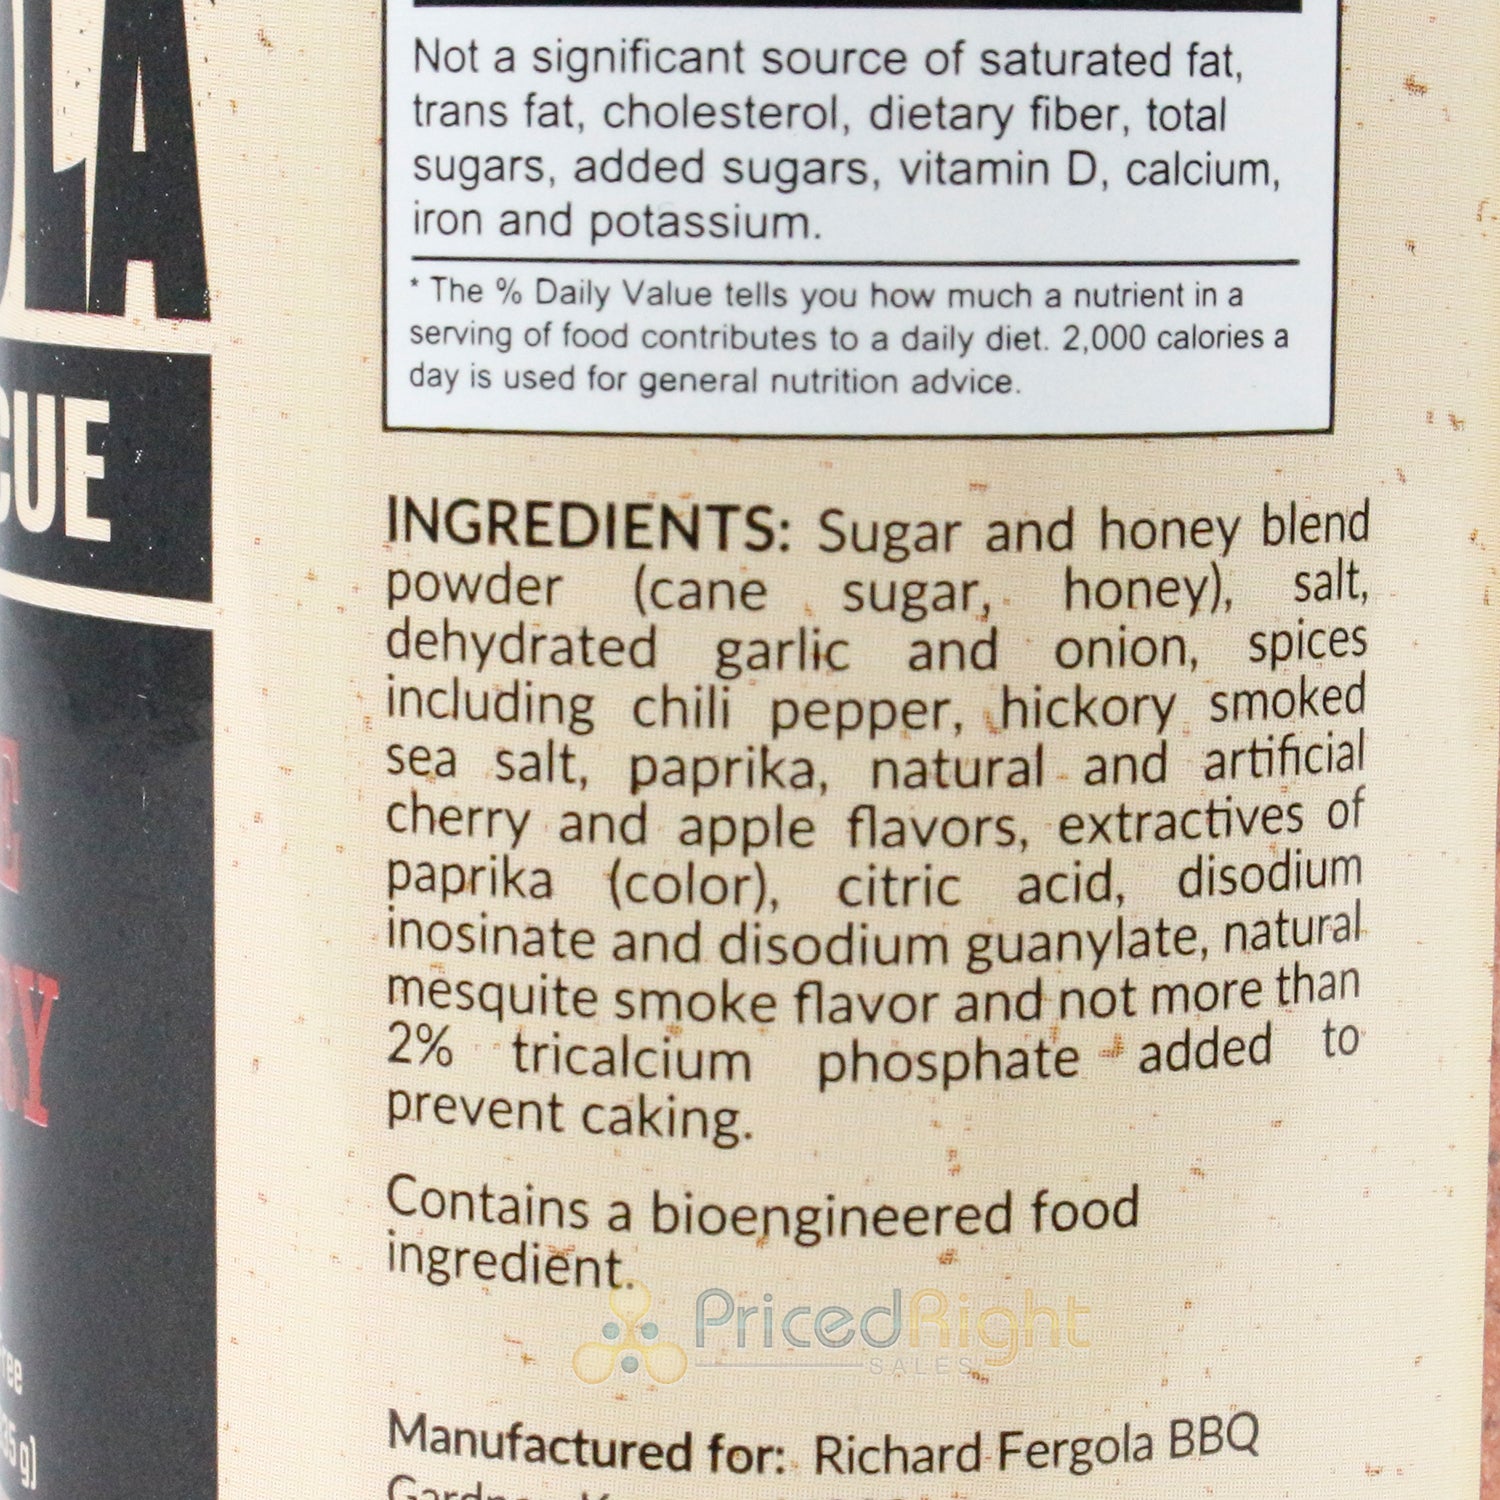 Not a significant source of saturated fat,
trans fat, cholesterol, dietary fiber, total
sugars, added sugars, vitamin D, calcium,
iron and potassium.
* The % Daily Value tells you how much a nutrient in a
serving of food contributes to a daily diet. 2,000 calories a
day is used for general nutrition advice.
INGREDIENTS: Sugar and honey blend
powder (cane sugar, honey), salt,
dehydrated garlic and onion, spices
including chili pepper, hickory smoked
sea salt, paprika, natural and artificial
cherry and apple flavors, extractives of
paprika (color), citric acid, disodium
inosinate and disodium guanylate, natural
mesquite smoke flavor and not more than
2% tricalcium phosphate added to
prevent caking.
Contains a bioengineered food
ingredient.
PricedRight
SALES
Manufactured for: Richard Fergola BBQ